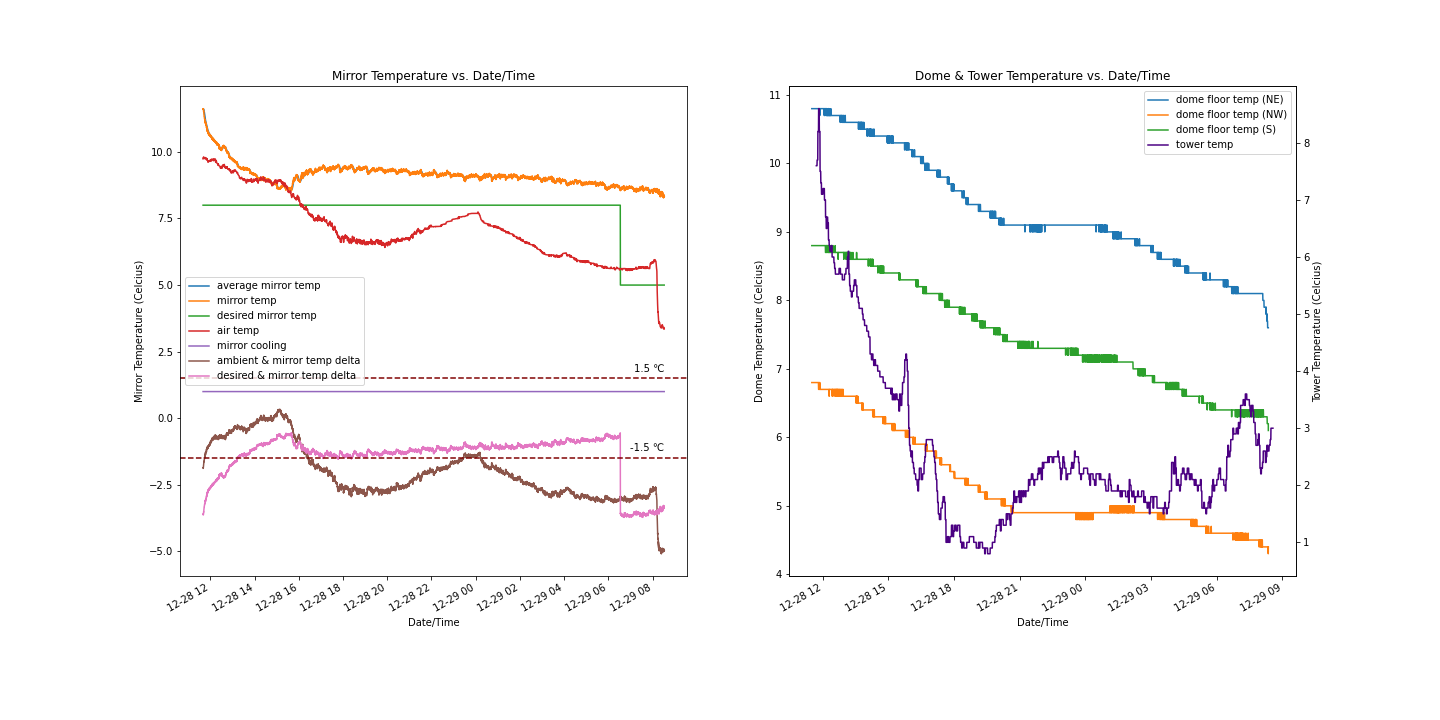 Mirror Temperature vs. Date/Time
Mirror Temperature (Celcius)
10.0
7.5
5.0
2.5
0.0
−2.5
−5.0
average mirror temp
mirror temp
desired mirror temp
air temp
mirror cooling
ambient & mirror temp delta
desired & mirror temp delta
1.5 °C
-1.5 °C
12-28 12
12-28 14
12-28 16
12-28 18
12-28 20
12-28 22
12-29 00
12-29 02
12-29 04
12-29 06
12-29 08
Date/Time
Dome & Tower Temperature vs. Date/Time
Dome Temperature (Celcius)
11
10
9
8
7
6
5
4
dome floor temp (NE)
dome floor temp (NW)
dome floor temp (S)
tower temp
8
7
6
5
4
3
2
1
Tower Temperature (Celcius)
12-28 12
12-28 15
12-28 18
12-28 21
12-29 00
12-29 03
12-29 06
12-29 09
Date/Time